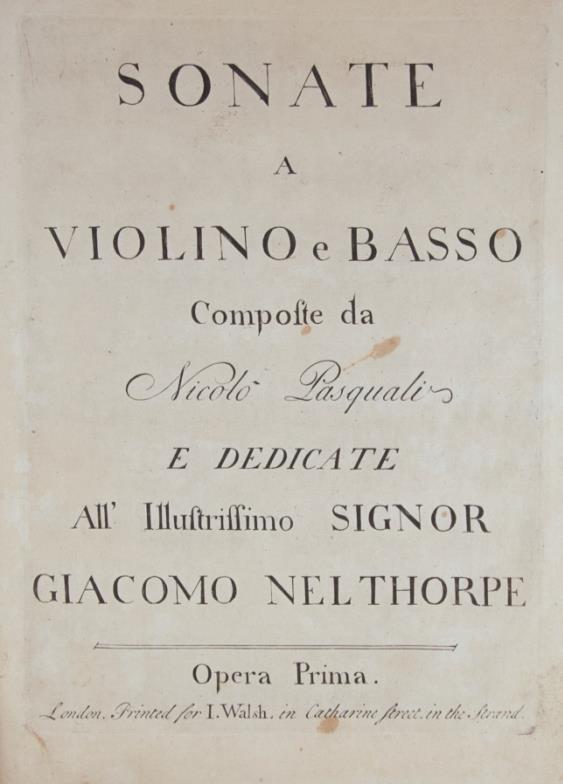 SONATE
A
VIOLINO e BASSO
Compoſte da
Nicolò Pasquali
E DEDICATE
All' Illuſtriſſimo SIGNOR
GIACOMO NELTHORPE
Opera Prima.
London. Printed for I. Walsh. in Catharine ſtreet. in the Strand.